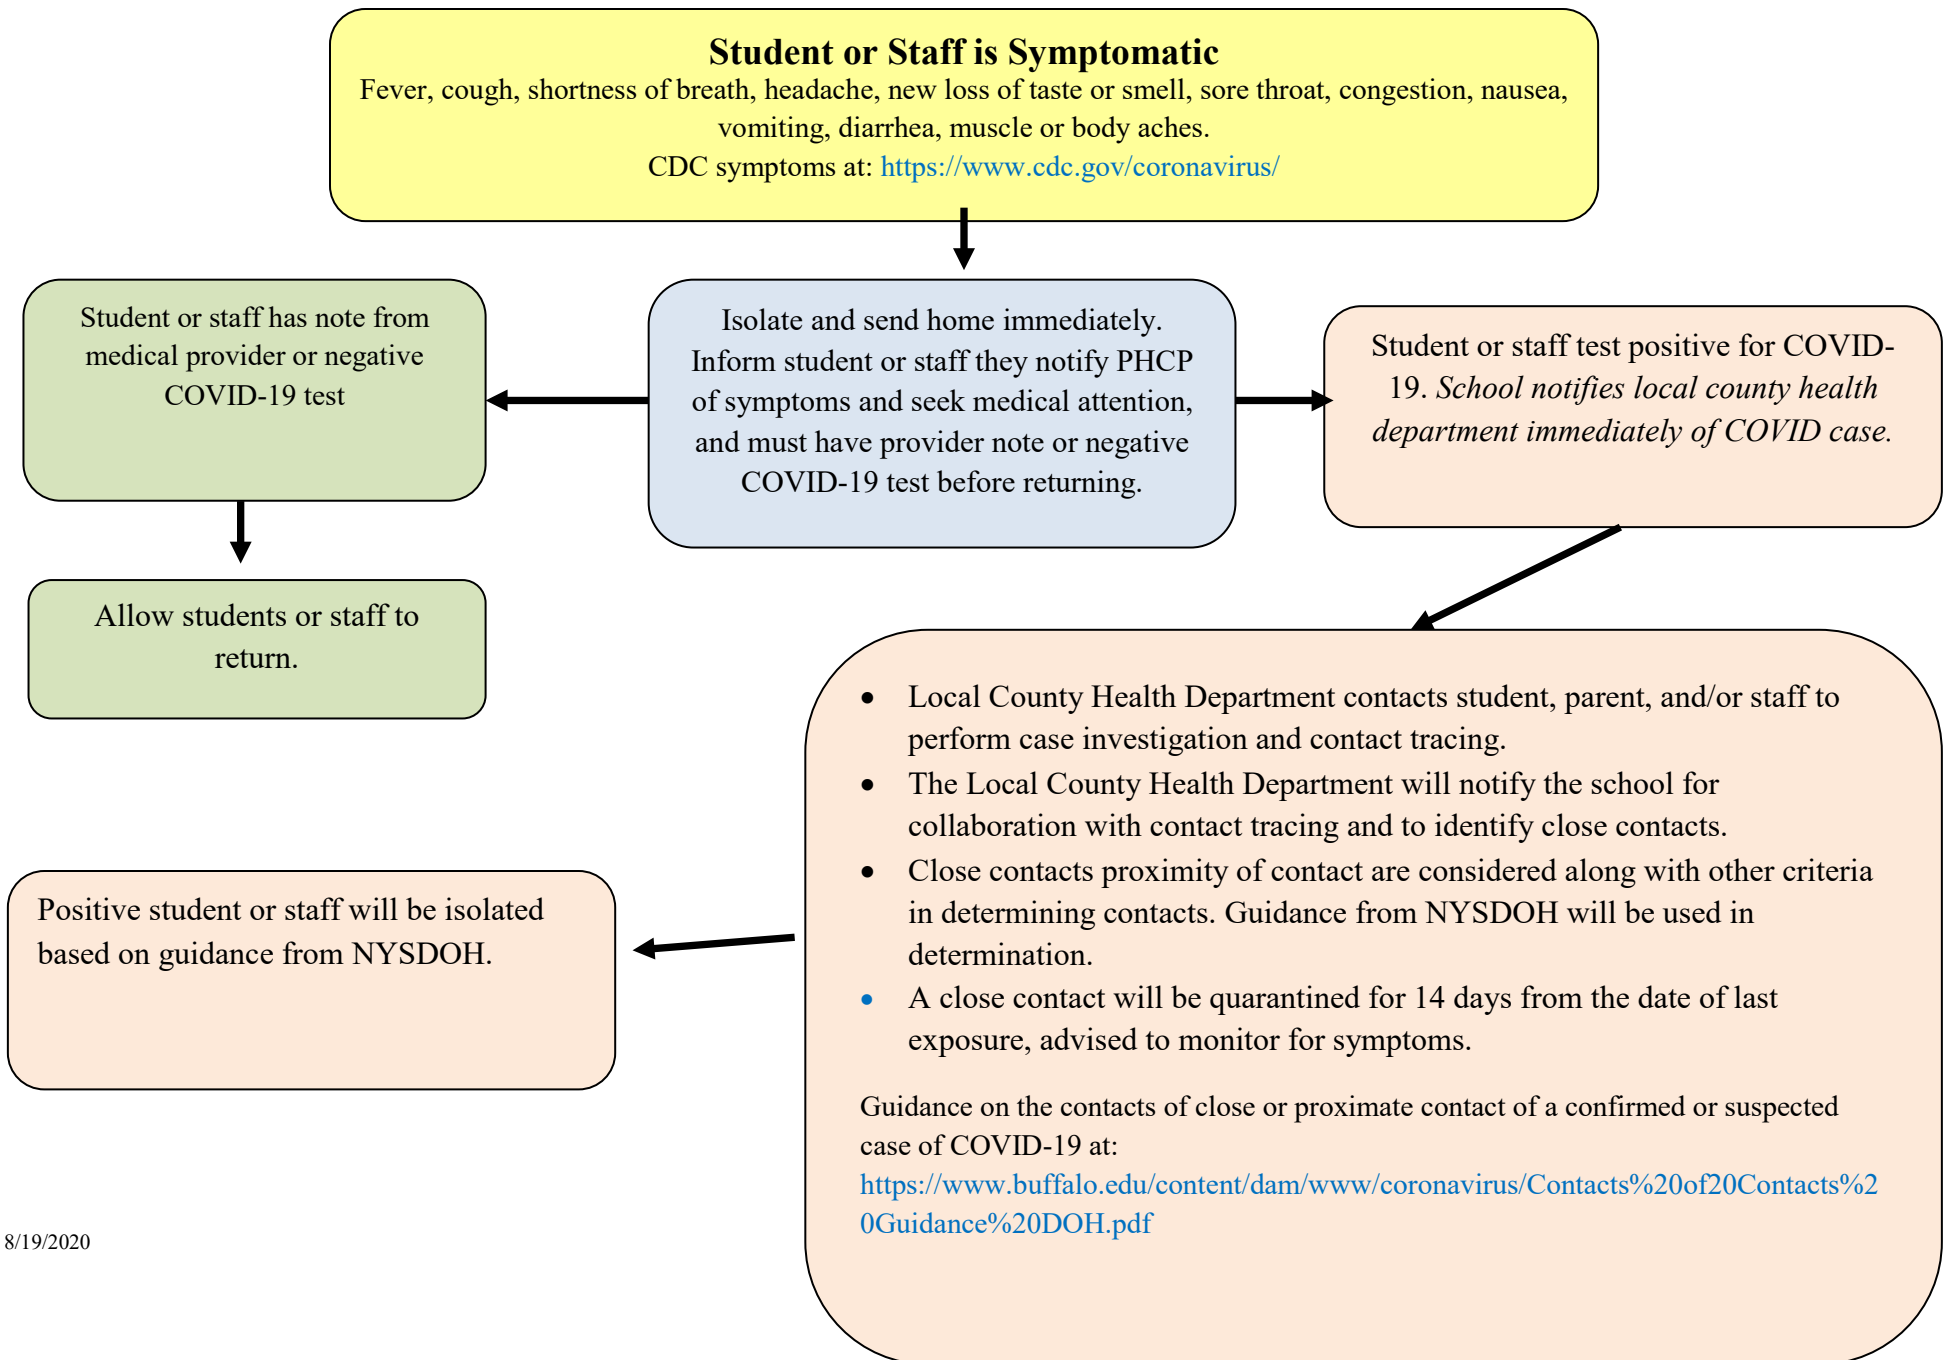 Student or Staff is Symptomatic
Fever, cough, shortness of breath, headache, new loss of taste or smell, sore throat, congestion, nausea,
vomiting, diarrhea, muscle or body aches.
CDC symptoms at: https://www.cdc.gov/coronavirus/
Student or staff has note from
medical provider or negative
COVID-19 test
Isolate and send home immediately.
Inform student or staff they notify PHCP
of symptoms and seek medical attention,
and must have provider note or negative
COVID-19 test before returning.
Student or staff test positive for COVID-
19. School notifies local county health
department immediately of COVID case.
Allow students or staff to
return.
• Local County Health Department contacts student, parent, and/or staff to
perform case investigation and contact tracing.
• The Local County Health Department will notify the school for
collaboration with contact tracing and to identify close contacts.
• Close contacts proximity of contact are considered along with other criteria
in determining contacts. Guidance from NYSDOH will be used in
determination.
• A close contact will be quarantined for 14 days from the date of last
exposure, advised to monitor for symptoms.
Guidance on the contacts of close or proximate contact of a confirmed or suspected
case of COVID-19 at:
https://www.buffalo.edu/content/dam/www/coronavirus/Contacts%20of20Contacts%2
0Guidance%20DOH.pdf
Positive student or staff will be isolated
based on guidance from NYSDOH.
8/19/2020